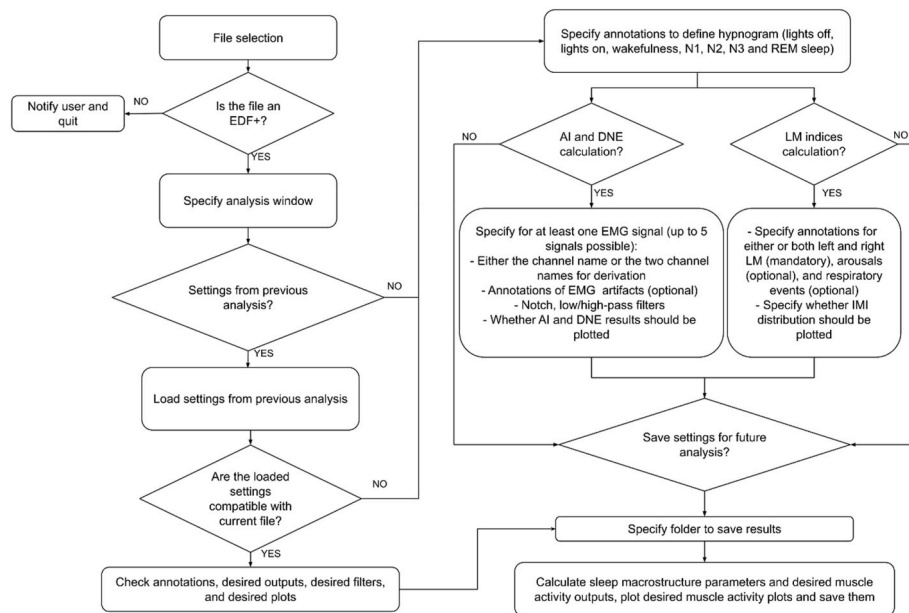 File selection
Is the file an
EDF+?
NO
Notify user and
quit
YES
Specify analysis window
Settings from previous
analysis?
NO
YES
Load settings from previous analysis
Are the loaded
settings
compatible with
current file?
NO
YES
Check annotations, desired outputs, desired filters,
and desired plots
Specify annotations to define hypnogram (lights off,
lights on, wakefulness, N1, N2, N3 and REM sleep)
NO
AI and DNE
calculation?
YES
LM indices
calculation?
NO
YES
Specify for at least one EMG signal (up to 5
signals possible):
- Either the channel name or the two channel
names for derivation
- Annotations of EMG artifacts (optional)
- Notch, low/high-pass filters
- Whether AI and DNE results should be
plotted
- Specify annotations for
either or both left and right
LM (mandatory), arousals
(optional), and respiratory
events (optional)
- Specify whether IMI
distribution should be
plotted
Save settings for future
analysis?
Specify folder to save results
Calculate sleep macrostructure parameters and desired muscle
activity outputs, plot desired muscle activity plots and save them